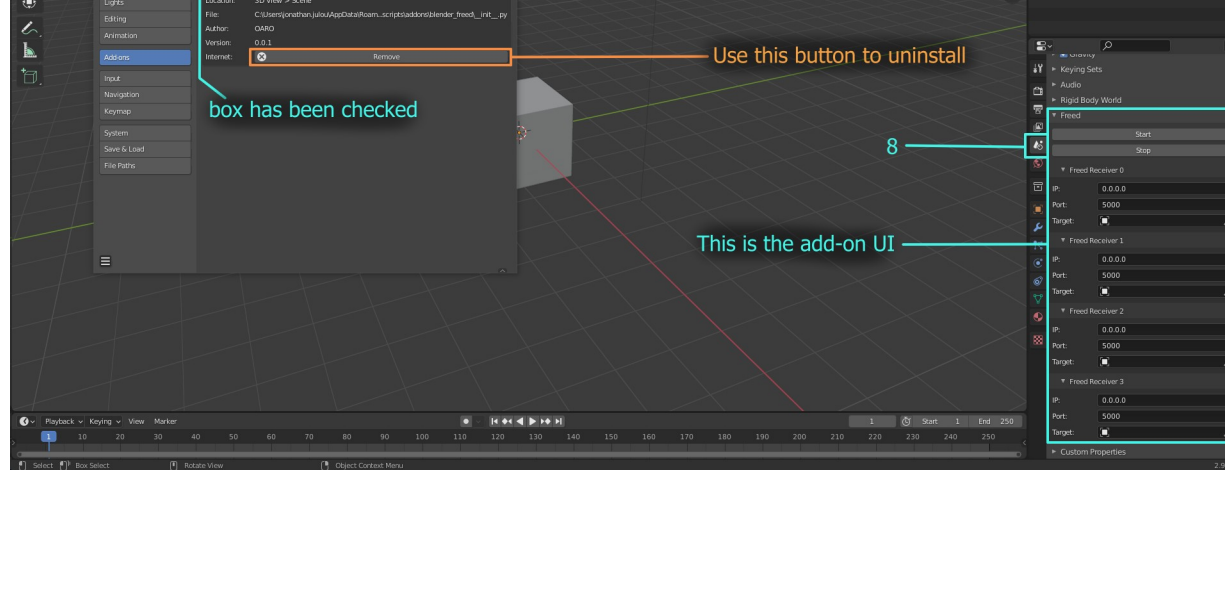 Lights
Location: 3D View > Scene
File: C:\Users\jonathan.julou\AppData\Roam...scripts\addons\blender_freed\__init__.py
Editing
Author: OARO
Animation
Version: 0.0.1
Add-ons
Internet: Remove
Use this button to uninstall
Input
Navigation
Keymap
box has been checked
System
Save & Load
File Paths
Gravity
Keying Sets
Audio
Rigid Body World
Freed
Start
Stop
8
Freed Receiver 0
IP: 0.0.0.0
Port: 5000
Target:
This is the add-on UI
Freed Receiver 1
IP: 0.0.0.0
Port: 5000
Target:
Freed Receiver 2
IP: 0.0.0.0
Port: 5000
Target:
Freed Receiver 3
IP: 0.0.0.0
Port: 5000
Target:
Custom Properties
Playback Keying View Marker 1 Start 1 End 250
1 10 20 30 40 50 60 70 80 90 100 110 120 130 140 150 160 170 180 190 200 210 220 230 240 250
Select Box Select Rotate View Object Context Menu